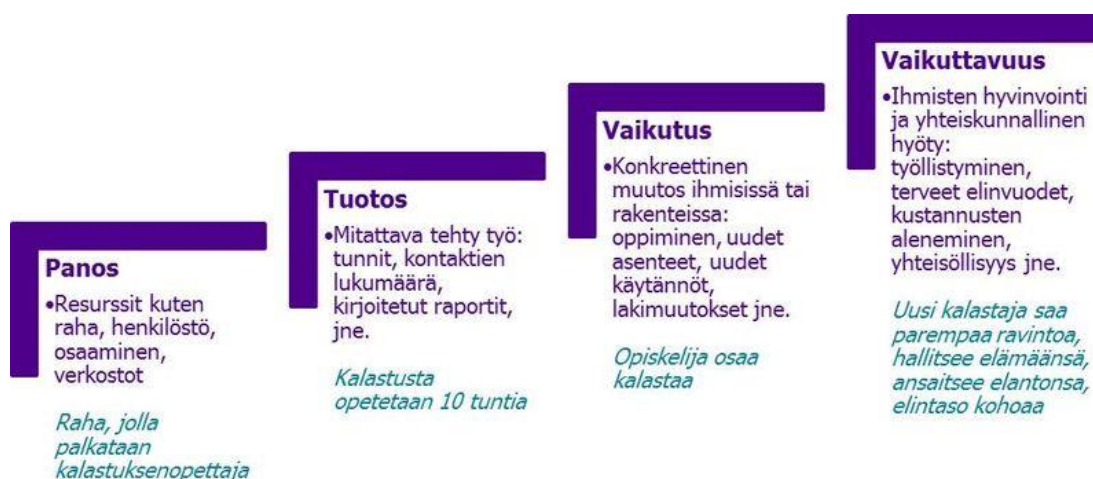 Panos
•Resurssit kuten
raha, henkilöstö,
osaaminen,
verkostot
Raha, jolla
palkataan
kalastuksenopettaja
Tuotos
•Mitattava tehty työ:
tunnit, kontaktien
lukumäärä,
kirjoitetut raportit,
jne.
Kalastusta
opetetaan 10 tuntia
Vaikutus
•Konkreettinen
muutos ihmisissä tai
rakenteissa:
oppiminen, uudet
asenteet, uudet
käytännöt,
lakimuutokset jne.
Opiskelija osaa
kalastaa
Vaikuttavuus
•Ihmisten hyvinvointi
ja yhteiskunnallinen
hyöty:
työllistyminen,
terveet elinvuodet,
kustannusten
aleneminen,
yhteisöllisyys jne.
Uusi kalastaja saa
parempaa ravintoa,
hallitsee elämäänsä,
ansaitsee elantonsa,
elintaso kohoaa